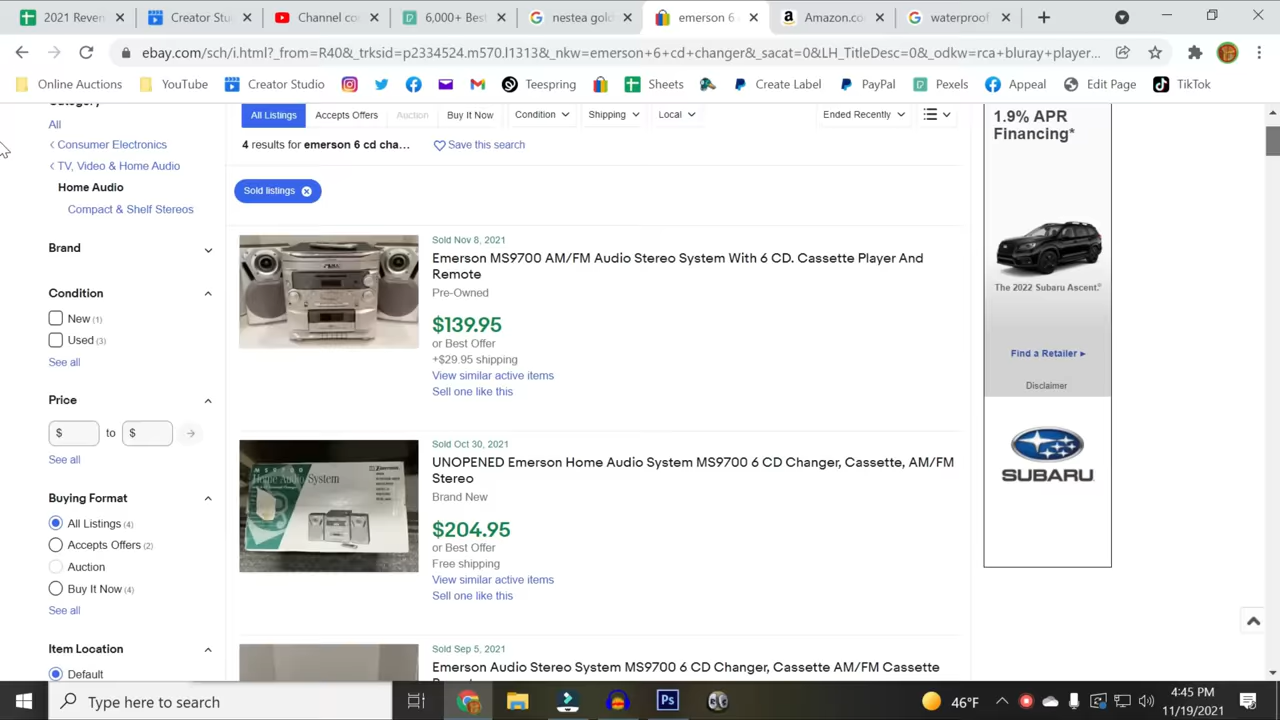 2021 Reven
Creator Stu
Channel co
6,000+ Best
nestea gold
emerson 6
Amazon.co
waterproof
ebay.com/sch/i.html?_from=R40&_trksid=p2334524.m570.l1313&_nkw=emerson+6+cd+changer&_sacat=0&LH_TitleDesc=0&_odkw=rca+bluray+player...
Online Auctions
YouTube
Creator Studio
Teespring
Sheets
Create Label
PayPal
Pexels
Appeal
Edit Page
TikTok
Category
All
Consumer Electronics
TV, Video & Home Audio
Home Audio
Compact & Shelf Stereos
Brand
Condition
New (1)
Used (3)
See all
Price
$ to $
See all
Buying Format
All Listings (4)
Accepts Offers (2)
Auction
Buy It Now (4)
See all
Item Location
Default
All Listings
Accepts Offers
Auction
Buy It Now
Condition
Shipping
Local
Ended Recently
4 results for emerson 6 cd cha...
Save this search
Sold listings
Sold Nov 8, 2021
Emerson MS9700 AM/FM Audio Stereo System With 6 CD. Cassette Player And
Remote
Pre-Owned
$139.95
or Best Offer
+$29.95 shipping
View similar active items
Sell one like this
MS9700
Home Audio System
Sold Oct 30, 2021
UNOPENED Emerson Home Audio System MS9700 6 CD Changer, Cassette, AM/FM
Stereo
Brand New
$204.95
or Best Offer
Free shipping
View similar active items
Sell one like this
Sold Sep 5, 2021
Emerson Audio Stereo System MS9700 6 CD Changer, Cassette AM/FM Cassette
1.9% APR
Financing*
The 2022 Subaru Ascent.®
Find a Retailer
Disclaimer
SUBARU
Type here to search
Ps
46°F
4:45 PM
11/19/2021